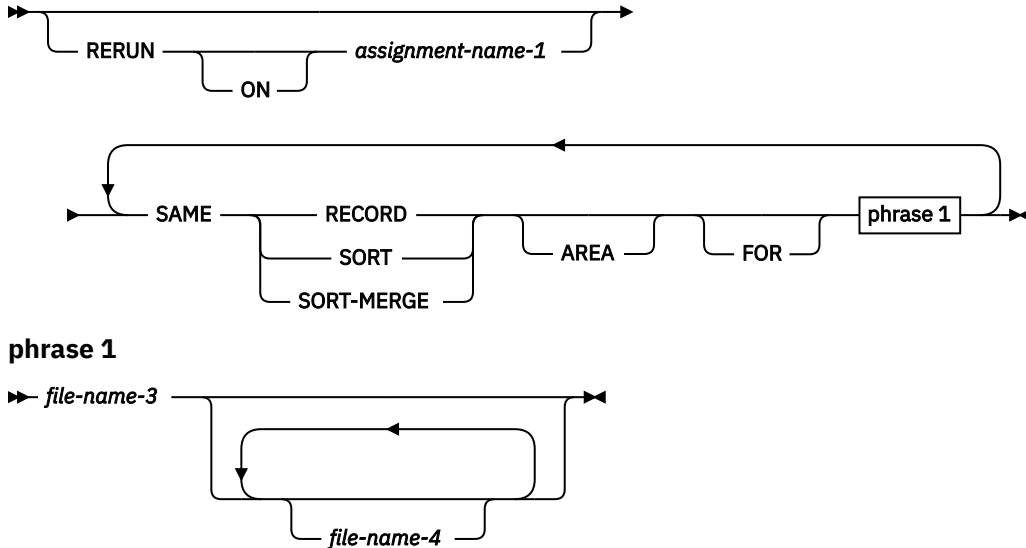 RERUN assignment-name-1
ON
SAME RECORD phrase 1
AREA FOR
SORT
SORT-MERGE
phrase 1
file-name-3
file-name-4